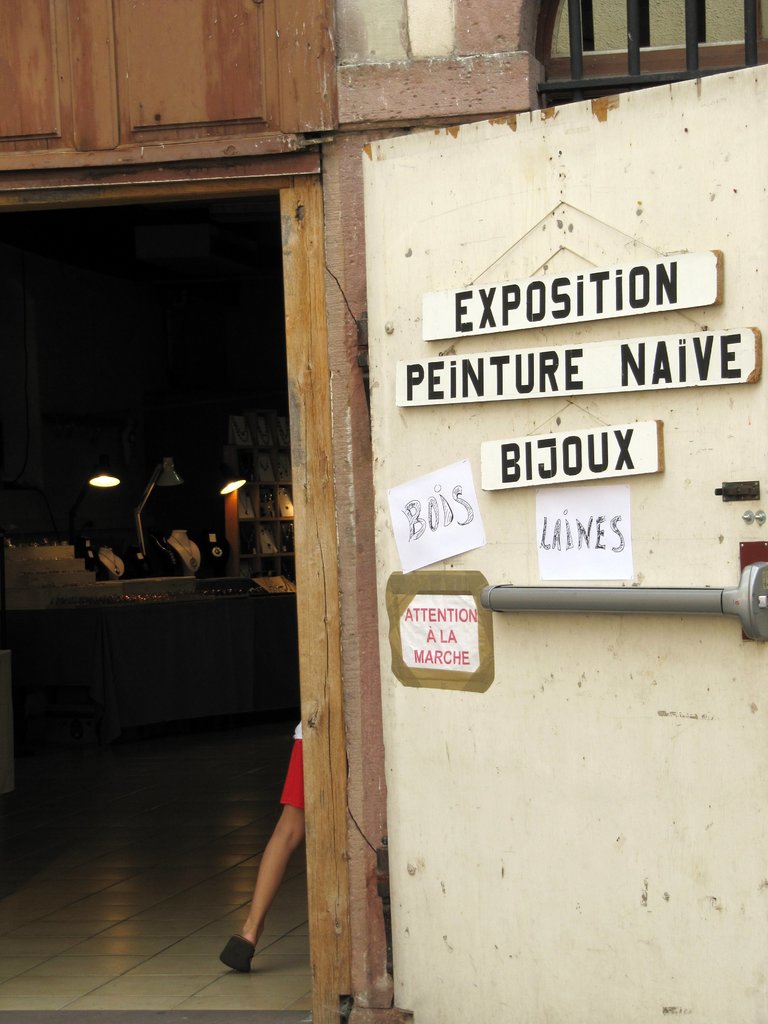 EXPOSiTiON
PEiNTURE NAÏVE
BIJOUX
BOIS
LAINES
ATTENTION
À LA
MARCHE